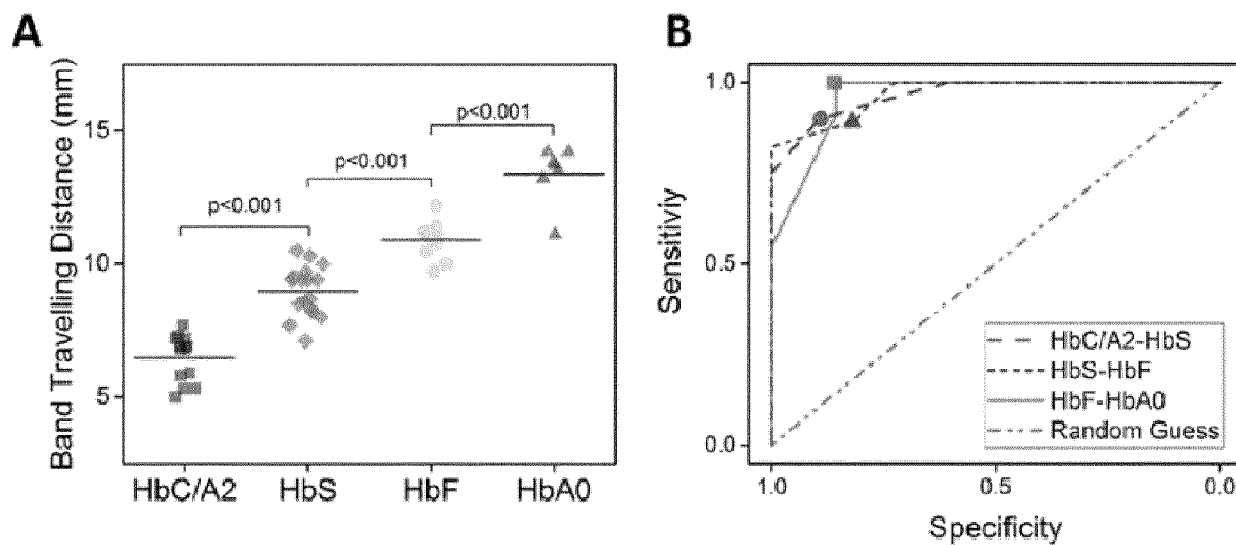 A
B
Band Travelling Distance (mm)
15
10
5
p<0.001
p<0.001
p<0.001
HbC/A2
HbS
HbF
HbA0
Sensitiviy
1.0
0.5
0.0
HbC/A2-HbS
HbS-HbF
HbF-HbA0
Random Guess
1.0
0.5
0.0
Specificity